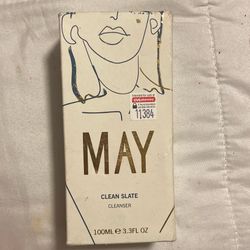 11384
MAY
CLEAN SLATE
CLEANSER
100ML ℮ 3.3FL OZ